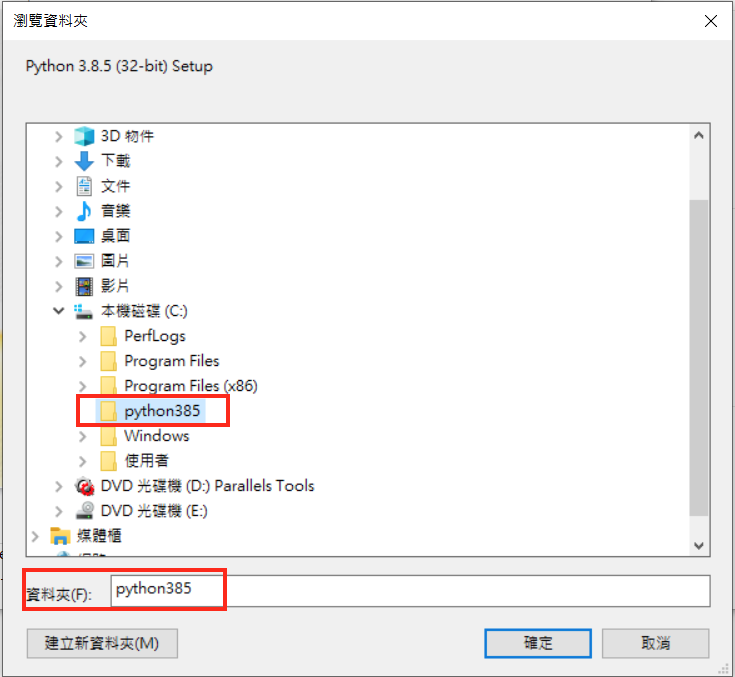 瀏覽資料夾
Python 3.8.5 (32-bit) Setup
3D 物件
下載
文件
音樂
桌面
圖片
影片
本機磁碟 (C:)
PerfLogs
Program Files
Program Files (x86)
python385
Windows
使用者
DVD 光碟機 (D:) Parallels Tools
DVD 光碟機 (E:)
媒體櫃
資料夾(F): python385
建立新資料夾(M) 確定 取消